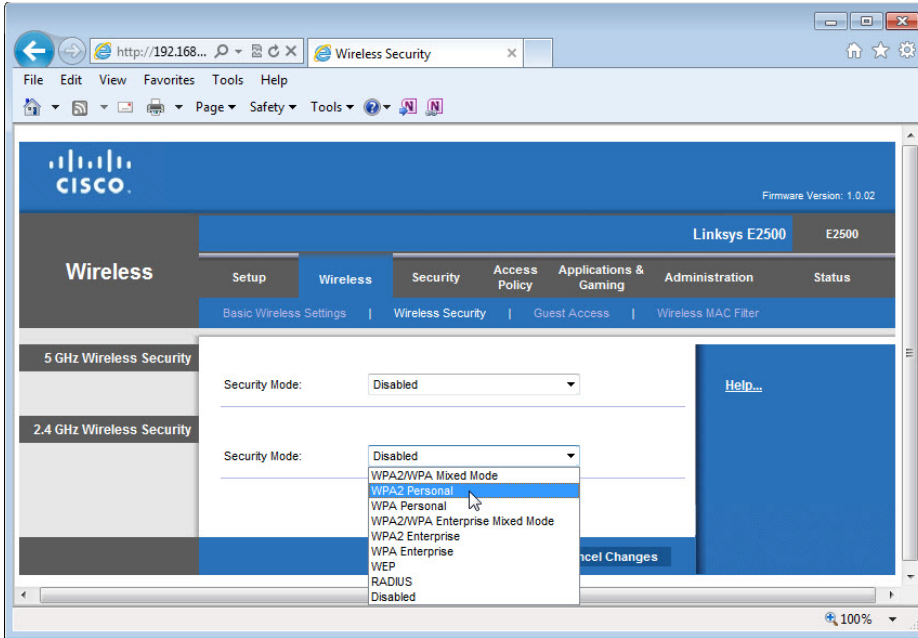 http://192.168...
Wireless Security
File Edit View Favorites Tools Help
Page Safety Tools
cisco.
Firmware Version: 1.0.02
Linksys E2500 E2500
Wireless
Setup Wireless Security Access Policy Applications & Gaming Administration Status
Basic Wireless Settings | Wireless Security | Guest Access | Wireless MAC Filter
5 GHz Wireless Security
Security Mode: Disabled
Help...
2.4 GHz Wireless Security
Security Mode: Disabled
WPA2/WPA Mixed Mode
WPA2 Personal
WPA Personal
WPA2/WPA Enterprise Mixed Mode
WPA2 Enterprise
WPA Enterprise
WEP
RADIUS
Disabled
ncel Changes
100%